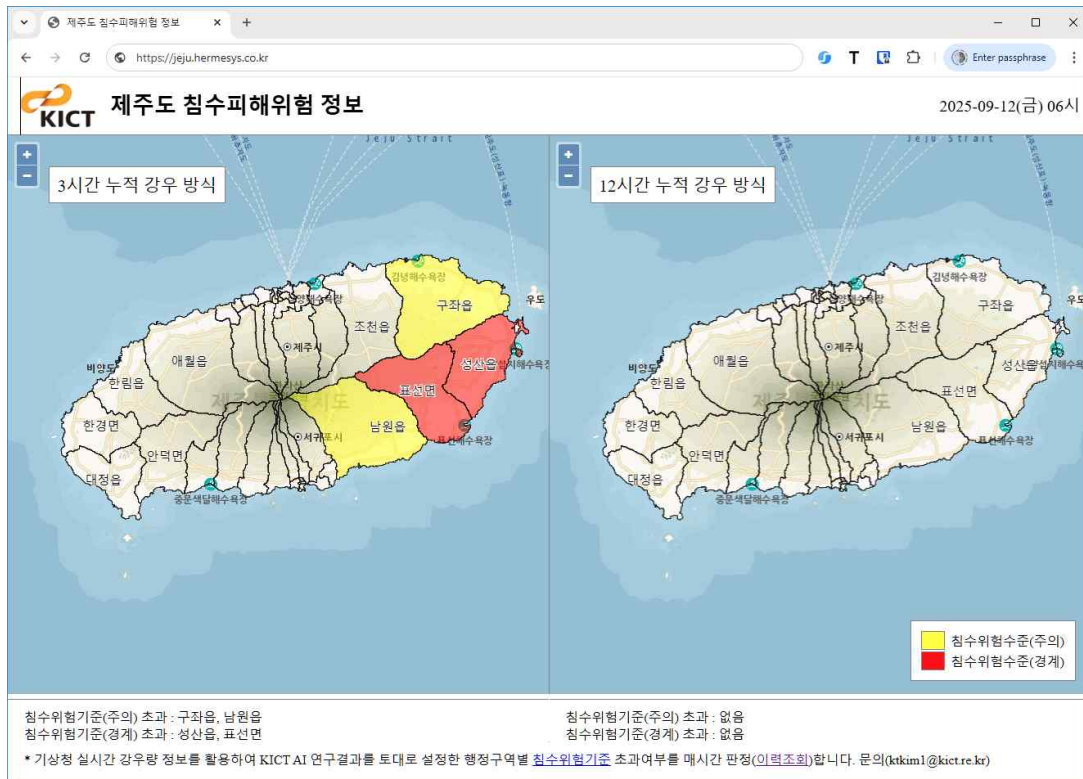 제주도 침수피해위험 정보
https://jeju.hermesys.co.kr
T
Enter passphrase
KICT
제주도 침수피해위험 정보
2025-09-12(금) 06시
Jeju Strait
3시간 누적 강우 방식
김녕해수욕장
구좌읍
우도
조천읍
제주시
애월읍
비양도
한림읍
성산읍
표선면
한경면
남원읍
서귀포시
표선해수욕장
안덕면
대정읍
중문색달해수욕장
Jeju Strait
12시간 누적 강우 방식
김녕해수욕장
구좌읍
조천읍
제주시
애월읍
비양도
한림읍
성산읍
표선면
한경면
남원읍
서귀포시
표선해수욕장
안덕면
대정읍
중문색달해수욕장
침수위험수준(주의)
침수위험수준(경계)
침수위험기준(주의) 초과 : 구좌읍, 남원읍
침수위험기준(경계) 초과 : 성산읍, 표선면
침수위험기준(주의) 초과 : 없음
침수위험기준(경계) 초과 : 없음
* 기상청 실시간 강우량 정보를 활용하여 KICT AI 연구결과를 토대로 설정한 행정구역별 침수위험기준 초과여부를 매시간 판정(이력조회)합니다. 문의(ktkim1@kict.re.kr)